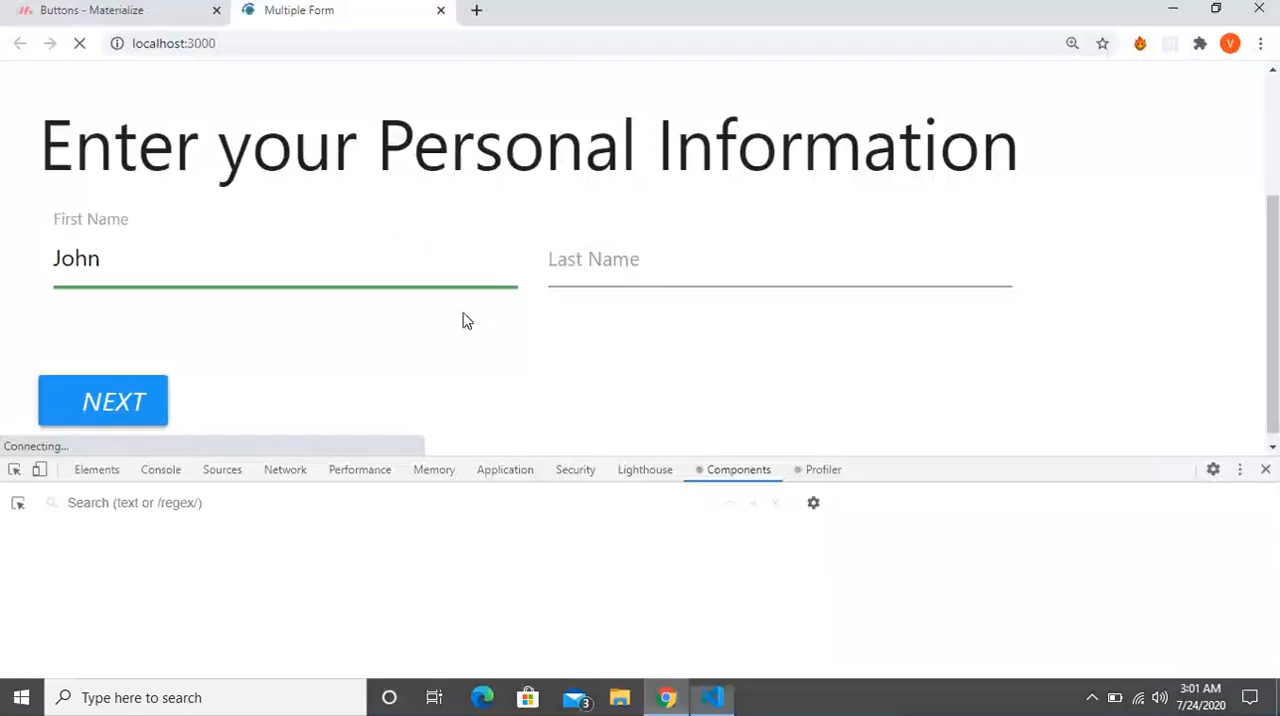 Buttons - Materialize
Multiple Form
localhost:3000
V
Enter your Personal Information
First Name
John
Last Name
NEXT
Connecting...
Elements Console Sources Network Performance Memory Application Security Lighthouse Components Profiler
Search (text or /regex/)
Type here to search
3
3:01 AM
7/24/2020